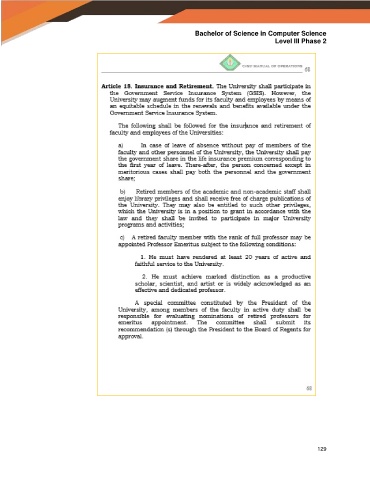 Bachelor of Science in Computer Science
Level III Phase 2
CODE MANUAL OF OPERATIONS
68
Article 18. Insurance and Retirement. The University shall participate in
the Government Service Insurance System (GSIS). However, the
University may augment funds for its faculty and employees by means of
an equitable schedule in the renewals and benefits available under the
Government Service Insurance System.
The following shall be followed for the insurance and retirement of
faculty and employees of the Universities:
a) In case of leave of absence without pay of members of the
faculty and other personnel of the University, the University shall pay
the government share in the life insurance premium corresponding to
the first year of leave. There-after, the person concerned except in
meritorious cases shall pay both the personnel and the government
share;
b) Retired members of the academic and non-academic staff shall
enjoy library privileges and shall receive free of charge publications of
the University. They may also be entitled to such other privileges,
which the University is in a position to grant in accordance with the
law and they shall be invited to participate in major University
programs and activities;
c) A retired faculty member with the rank of full professor may be
appointed Professor Emeritus subject to the following conditions:
1. He must have rendered at least 20 years of active and
faithful service to the University.
2. He must achieve marked distinction as a productive
scholar, scientist, and artist or is widely acknowledged as an
effective and dedicated professor.
A special committee constituted by the President of the
University, among members of the faculty in active duty shall be
responsible for evaluating nominations of retired professors for
emeritus appointment. The committee shall submit its
recommendation (s) through the President to the Board of Regents for
approval.
68
129